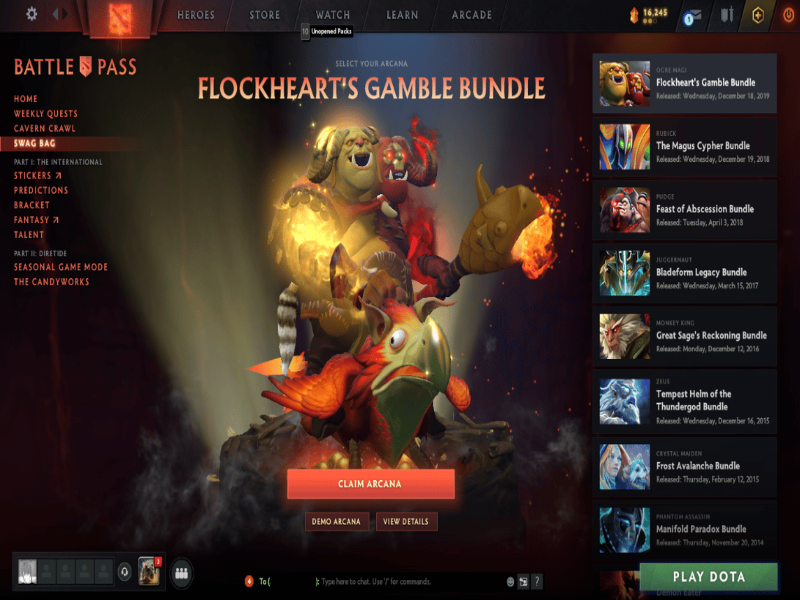 HEROES
STORE
WATCH
LEARN
ARCADE
16,245
1
10 Unopened Packs
BATTLE PASS
HOME
WEEKLY QUESTS
CAVERN CRAWL
SWAG BAG
PART I: THE INTERNATIONAL
STICKERS
PREDICTIONS
BRACKET
FANTASY
TALENT
PART II: DIRETIDE
SEASONAL GAME MODE
THE CANDYWORKS
SELECT YOUR ARCANA
FLOCKHEART'S GAMBLE BUNDLE
CLAIM ARCANA
DEMO ARCANA
VIEW DETAILS
OGRE MAGI
Flockheart's Gamble Bundle
Released: Wednesday, December 18, 2019
RUBICK
The Magus Cypher Bundle
Released: Wednesday, December 19, 2018
PUDGE
Feast of Abscession Bundle
Released: Tuesday, April 3, 2018
JUGGERNAUT
Bladeform Legacy Bundle
Released: Wednesday, March 15, 2017
MONKEY KING
Great Sage's Reckoning Bundle
Released: Monday, December 12, 2016
ZEUS
Tempest Helm of the
Thundergod Bundle
Released: Wednesday, December 16, 2015
CRYSTAL MAIDEN
Frost Avalanche Bundle
Released: Thursday, February 12, 2015
PHANTOM ASSASSIN
Manifold Paradox Bundle
Released: Thursday, November 20, 2014
Demon Eater
PLAY DOTA
To (
): Type here to chat. Use '/' for commands.
?